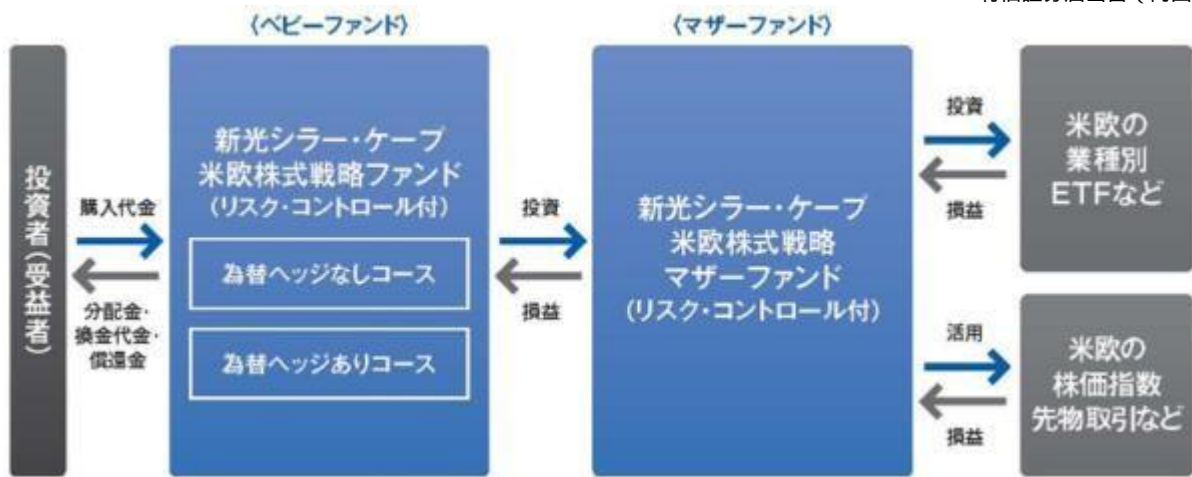 〈ベビーファンド〉
〈マザーファンド〉
投資者(受益者)
購入代金
分配金・
換金代金・
償還金
新光シラー・ケープ
米欧株式戦略ファンド
(リスク・コントロール付)
為替ヘッジなしコース
為替ヘッジありコース
投資
損益
新光シラー・ケープ
米欧株式戦略
マザーファンド
(リスク・コントロール付)
投資
損益
米欧の
業種別
ETFなど
活用
損益
米欧の
株価指数
先物取引など